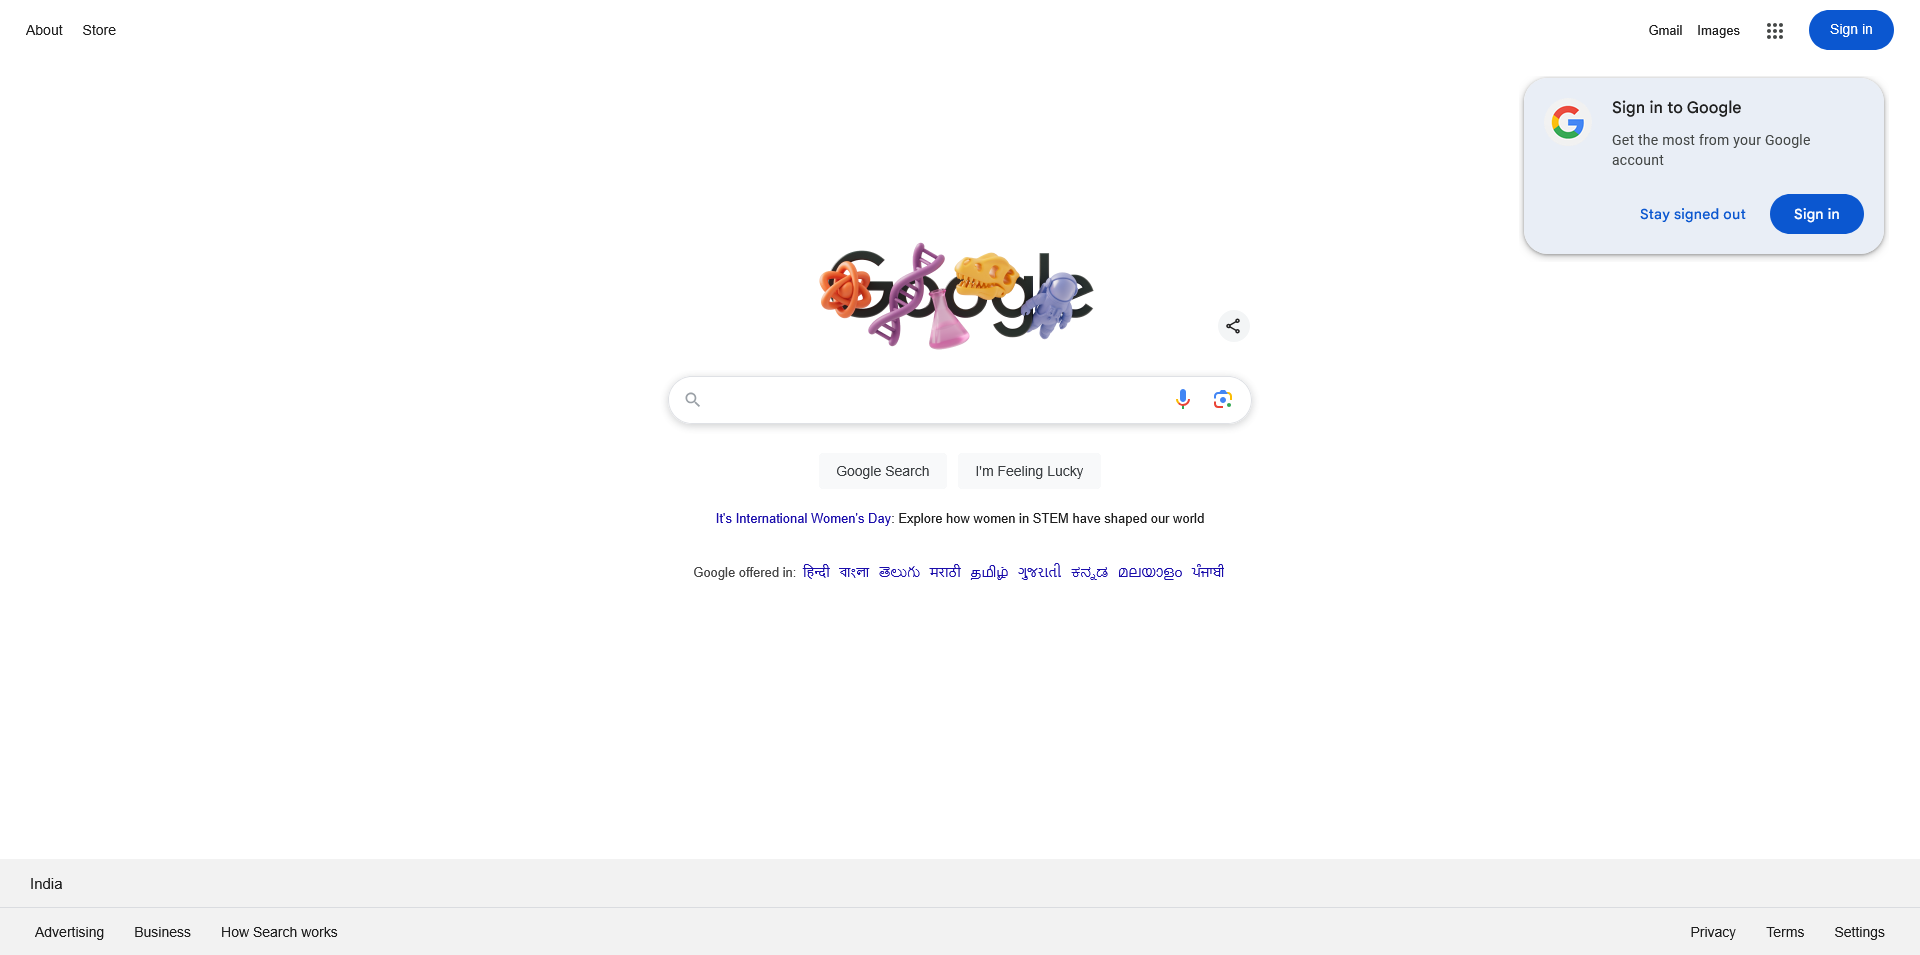 About Store
Gmail Images Sign in
Sign in to Google
Get the most from your Google
account
Stay signed out Sign in
Google
Google Search I'm Feeling Lucky
It's International Women's Day: Explore how women in STEM have shaped our world
Google offered in: हिन्दी বাংলা తెలుగు मराठी தமிழ் ગુજરાતી ಕನ್ನಡ മലയാളം ਪੰਜਾਬੀ
India
Advertising Business How Search works
Privacy Terms Settings